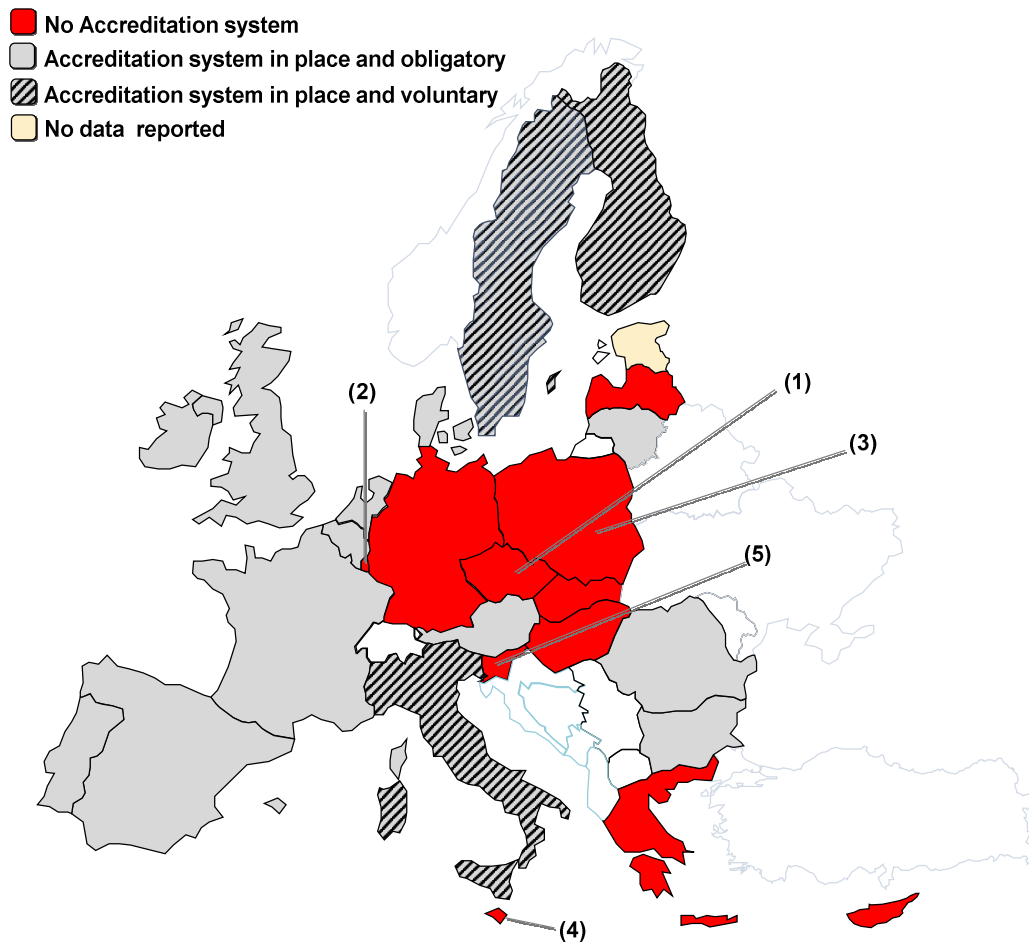 No Accreditation system
Accreditation system in place and obligatory
Accreditation system in place and voluntary
No data reported
(1)
(2)
(3)
(5)
(4)